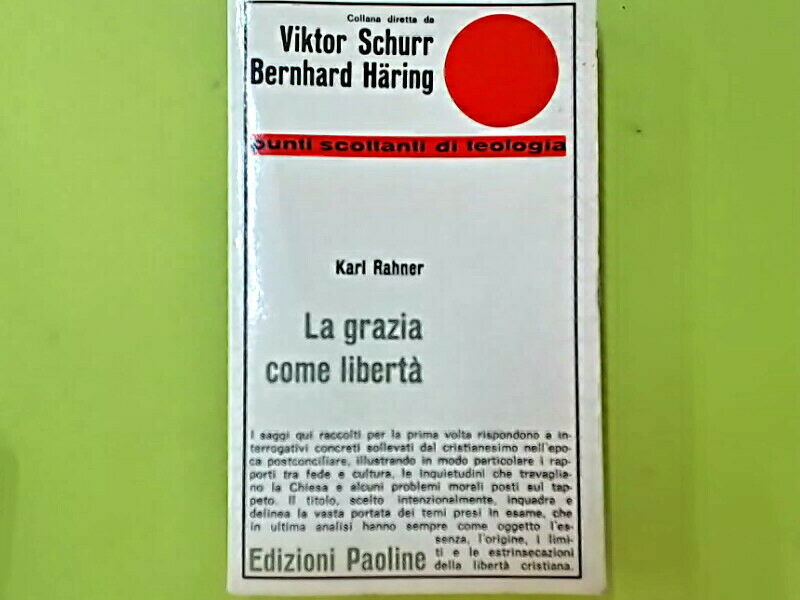 Collana diretta da
Viktor Schurr
Bernhard Häring
punti scottanti di teologia
Karl Rahner
La grazia
come libertà
I saggi qui raccolti per la prima volta rispondono a in-
terrogativi concreti sollevati dal cristianesimo nell'epo-
ca postconciliare, illustrando in modo particolare i rap-
porti tra fede e cultura, le inquietudini che travaglia-
no la Chiesa e alcuni problemi morali posti sul tap-
peto. Il titolo, scelto intenzionalmente, inquadra e
delinea la vasta portata dei temi presi in esame, che
in ultima analisi hanno sempre come oggetto l'es-
senza, l'origine, i limi-
ti e le estrinsecazioni
della libertà cristiana.
Edizioni Paoline